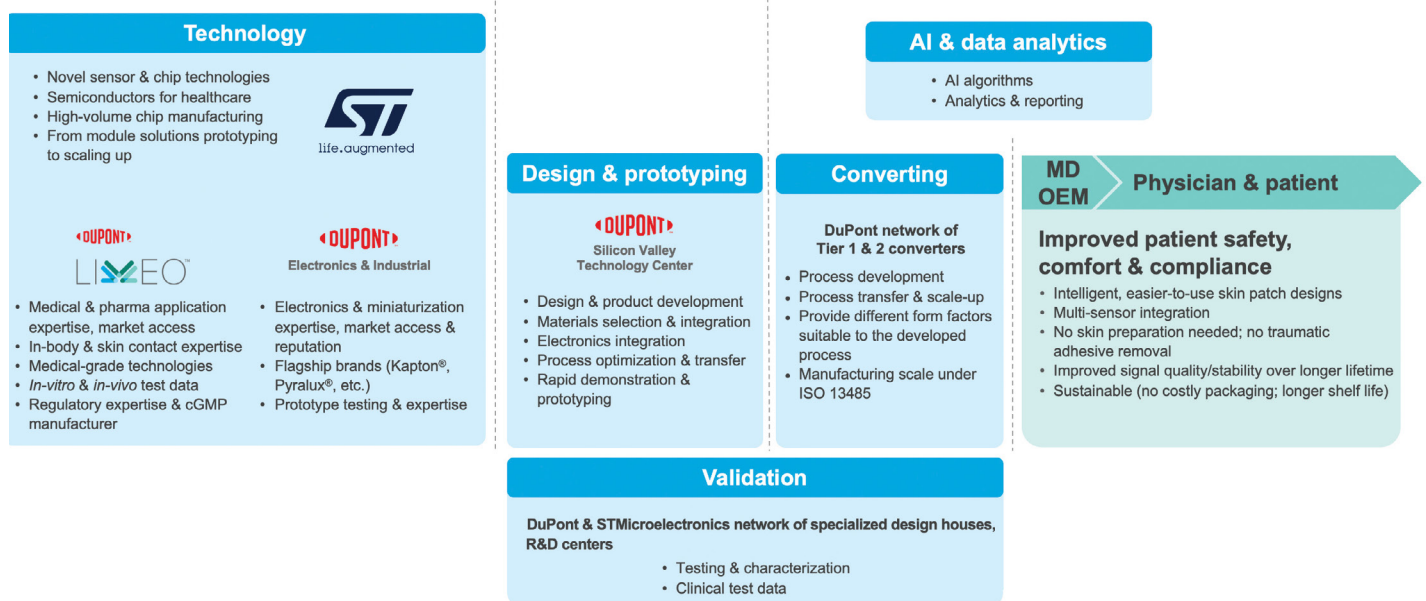 Technology
• Novel sensor & chip technologies
• Semiconductors for healthcare
• High-volume chip manufacturing
• From module solutions prototyping
to scaling up
ST
life.augmented
DUPONT
LIVEO™
• Medical & pharma application
expertise, market access
• In-body & skin contact expertise
• Medical-grade technologies
• In-vitro & in-vivo test data
• Regulatory expertise & cGMP
manufacturer
DUPONT
Electronics & Industrial
• Electronics & miniaturization
expertise, market access &
reputation
• Flagship brands (Kapton®,
Pyralux®, etc.)
• Prototype testing & expertise
Design & prototyping
DUPONT
Silicon Valley
Technology Center
• Design & product development
• Materials selection & integration
• Electronics integration
• Process optimization & transfer
• Rapid demonstration &
prototyping
AI & data analytics
• AI algorithms
• Analytics & reporting
Converting
DuPont network of
Tier 1 & 2 converters
• Process development
• Process transfer & scale-up
• Provide different form factors
suitable to the developed
process
• Manufacturing scale under
ISO 13485
MD
OEM
Physician & patient
Improved patient safety,
comfort & compliance
• Intelligent, easier-to-use skin patch designs
• Multi-sensor integration
• No skin preparation needed; no traumatic
adhesive removal
• Improved signal quality/stability over longer lifetime
• Sustainable (no costly packaging; longer shelf life)
Validation
DuPont & STMicroelectronics network of specialized design houses,
R&D centers
• Testing & characterization
• Clinical test data